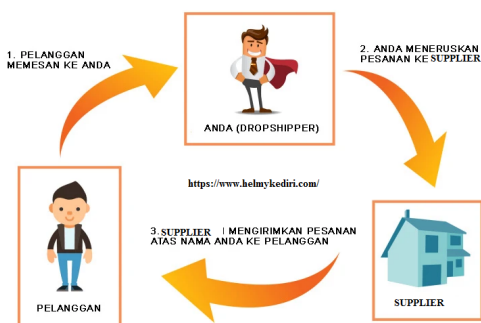 1. PELANGGAN
MEMESAN KE ANDA
2. ANDA MENERUSKAN
PESANAN KE SUPPLIER
ANDA (DROPSHIPPER)
https://www.helmykediri.com/
3. SUPPLIER I MENGIRIMKAN PESANAN
ATAS NAMA ANDA KE PELANGGAN
SUPPLIER
PELANGGAN